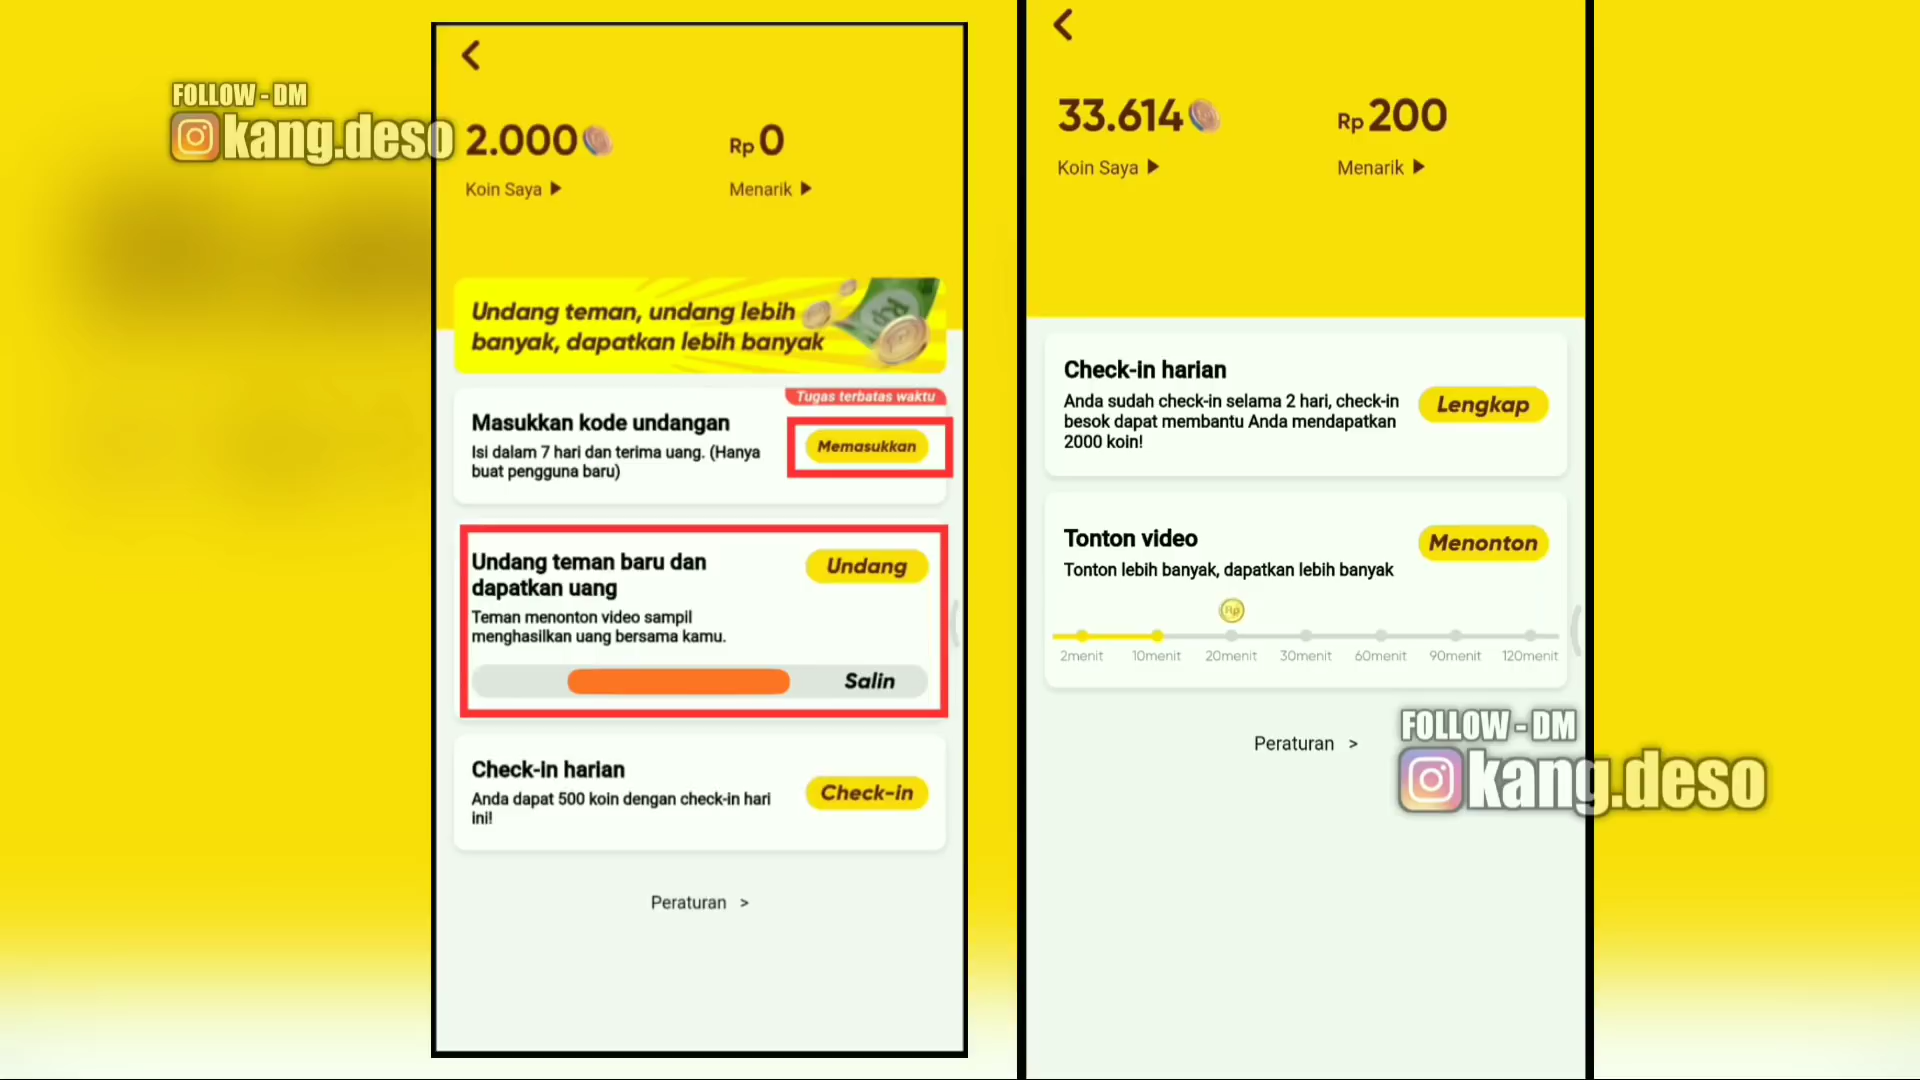 FOLLOW - DM
kang.deso
2.000
Rp 0
Koin Saya
Menarik
Undang teman, undang lebih
banyak, dapatkan lebih banyak
Tugas terbatas waktu
Masukkan kode undangan
Isi dalam 7 hari dan terima uang. (Hanya
buat pengguna baru)
Memasukkan
Undang teman baru dan
dapatkan uang
Undang
Teman menonton video sampil
menghasilkan uang bersama kamu.
Salin
Check-in harian
Anda dapat 500 koin dengan check-in hari
ini!
Check-in
Peraturan >
33.614
Rp 200
Koin Saya
Menarik
Check-in harian
Anda sudah check-in selama 2 hari, check-in
besok dapat membantu Anda mendapatkan
2000 koin!
Lengkap
Tonton video
Tonton lebih banyak, dapatkan lebih banyak
Menonton
Rp
2menit 10menit 20menit 30menit 60menit 90menit 120menit
Peraturan >
FOLLOW - DM
kang.deso